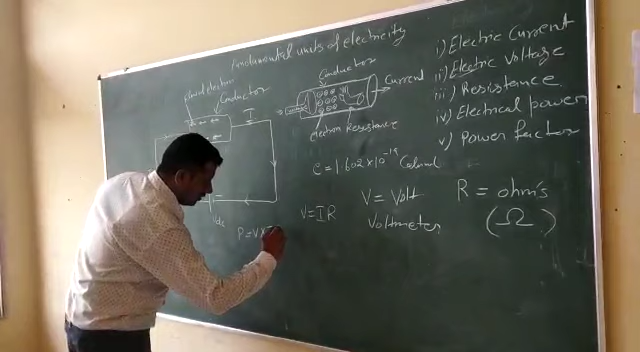 Fundamental units of electricity
Conductor
Conductor
I
Current
electron Resistance
e = 1.602 × 10⁻¹⁹
i) Electric Current
ii) Electric Voltage
iii) Resistance
iv) Electrical power
v) Power factor
Vdc
V = IR
V = Volt
Voltmeter
R = ohm's
(Ω)
P = V×